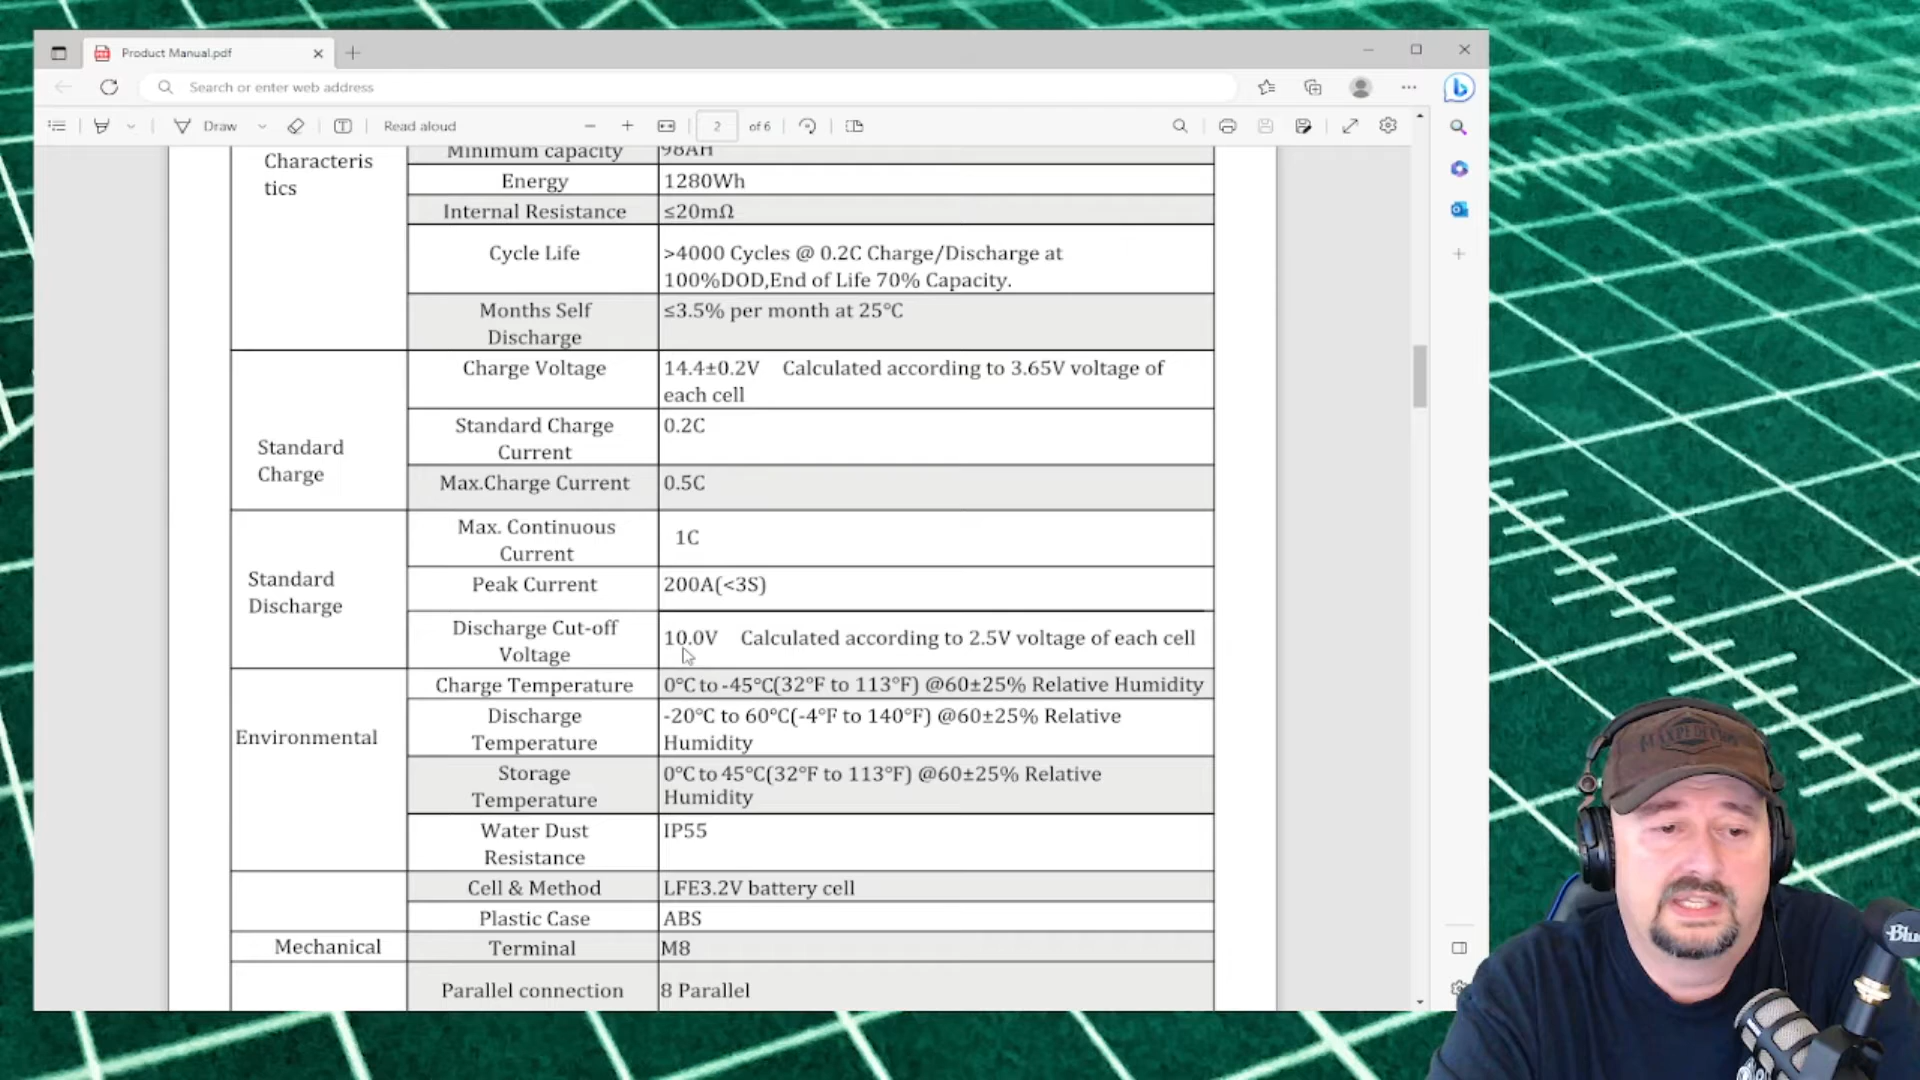 Product Manual.pdf
Search or enter web address
Draw
Read aloud
2 of 6
Characteris
tics
Minimum capacity 98AH
Energy 1280Wh
Internal Resistance ≤20mΩ
Cycle Life >4000 Cycles @ 0.2C Charge/Discharge at
100%DOD,End of Life 70% Capacity.
Months Self
Discharge
≤3.5% per month at 25°C
Standard
Charge
Charge Voltage 14.4±0.2V Calculated according to 3.65V voltage of
each cell
Standard Charge
Current
0.2C
Max.Charge Current 0.5C
Standard
Discharge
Max. Continuous
Current
1C
Peak Current 200A(<3S)
Discharge Cut-off
Voltage
10.0V Calculated according to 2.5V voltage of each cell
Environmental
Charge Temperature 0°C to -45°C(32°F to 113°F) @60±25% Relative Humidity
Discharge
Temperature
-20°C to 60°C(-4°F to 140°F) @60±25% Relative
Humidity
Storage
Temperature
0°C to 45°C(32°F to 113°F) @60±25% Relative
Humidity
Water Dust
Resistance
IP55
Cell & Method LFE3.2V battery cell
Plastic Case ABS
Mechanical
Terminal M8
Parallel connection 8 Parallel
MAXPEDITION
Blue